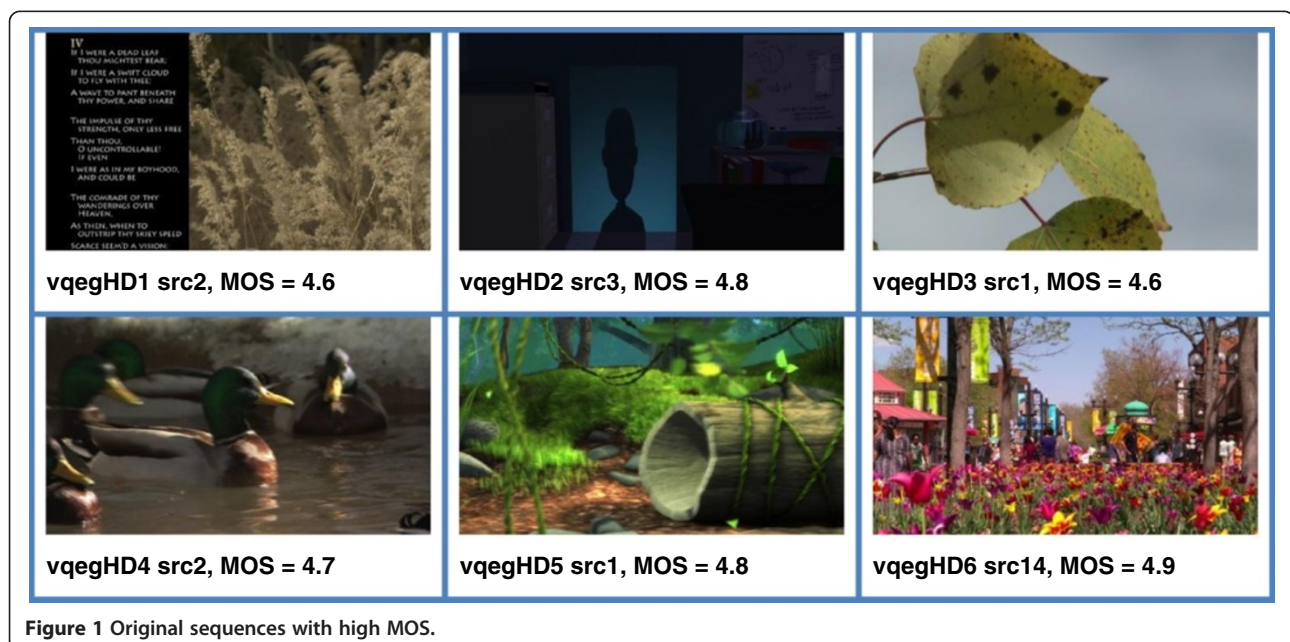 IV
IF I WERE A DEAD LEAF
THOU MIGHTEST BEAR;
IF I WERE A SWIFT CLOUD
TO FLY WITH THEE;
A WAVE TO PANT BENEATH
THY POWER, AND SHARE
THE IMPULSE OF THY
STRENGTH, ONLY LESS FREE
THAN THOU,
O UNCONTROLLABLE!
IF EVEN
I WERE AS IN MY BOYHOOD,
AND COULD BE
THE COMRADE OF THY
WANDERINGS OVER
HEAVEN,
AS THEN, WHEN TO
OUTSTRIP THY SKIEY SPEED
SCARCE SEEM'D A VISION;
vqegHD1 src2, MOS = 4.6
vqegHD2 src3, MOS = 4.8
vqegHD3 src1, MOS = 4.6
vqegHD4 src2, MOS = 4.7
vqegHD5 src1, MOS = 4.8
vqegHD6 src14, MOS = 4.9
Figure 1 Original sequences with high MOS.